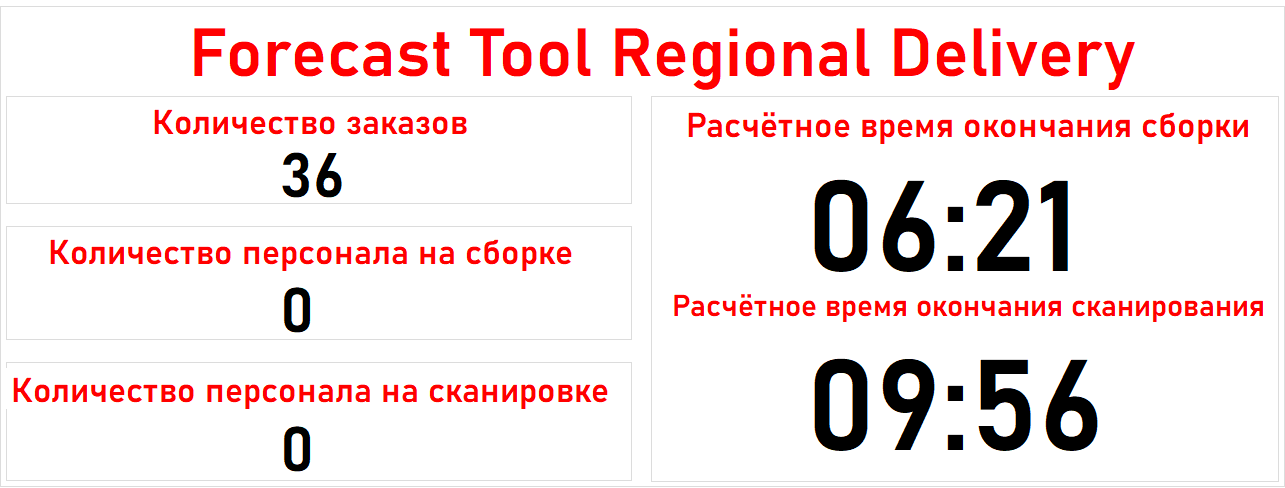 Forecast Tool Regional Delivery
Количество заказов
36
Количество персонала на сборке
0
Количество персонала на сканировке
0
Расчётное время окончания сборки
06:21
Расчётное время окончания сканирования
09:56